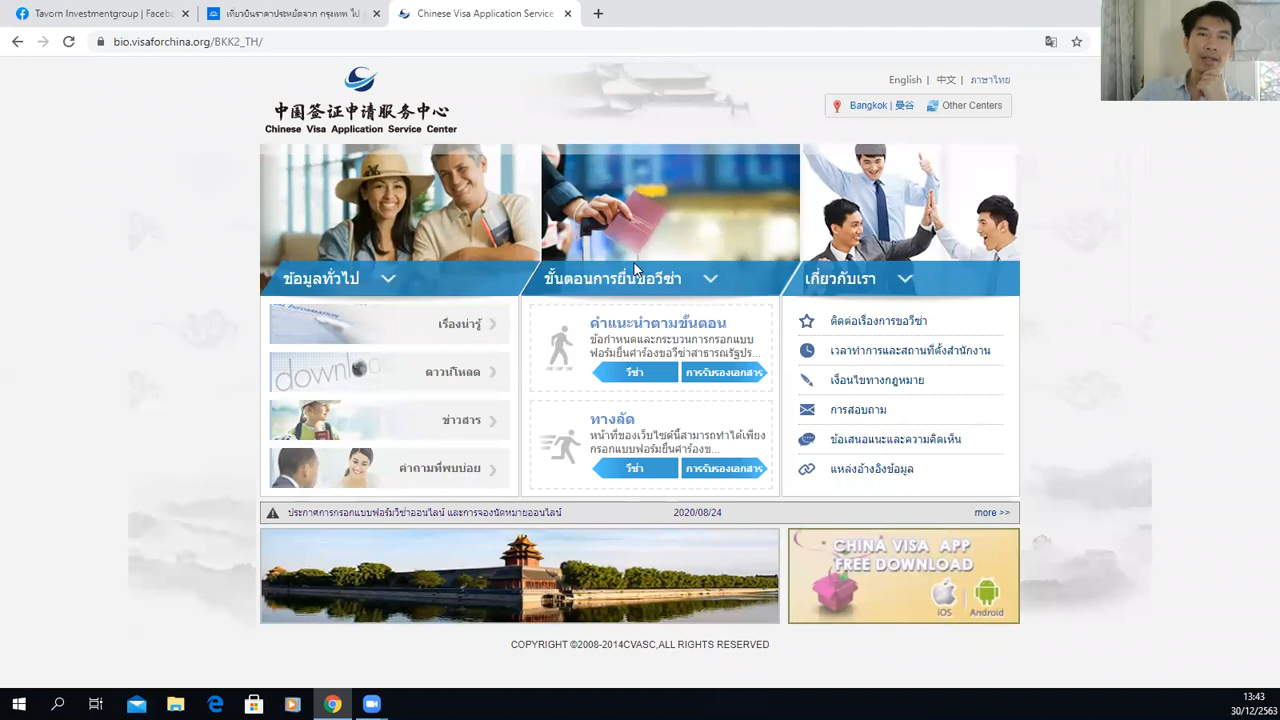 Tavorn Investmentgroup | Facebo
เที่ยวบินราคาประหยัดจาก กรุงเทพ ไป
Chinese Visa Application Service
bio.visaforchina.org/BKK2_TH/
English | 中文 | ภาษาไทย
中国签证申请服务中心
Chinese Visa Application Service Center
Bangkok | 曼谷
Other Centers
ข้อมูลทั่วไป
ขั้นตอนการยื่นขอวีซ่า
เกี่ยวกับเรา
เรื่องน่ารู้
ดาวน์โหลด
ข่าวสาร
คำถามที่พบบ่อย
คำแนะนำตามขั้นตอน
ข้อกำหนดและกระบวนการกรอกแบบ
ฟอร์มยื่นคำร้องขอวีซ่าสาธารณรัฐปร...
วีซ่า
การรับรองเอกสาร
ทางลัด
หน้าที่ของเว็บไซต์นี้สามารถทำได้เพียง
กรอกแบบฟอร์มยื่นคำร้องข...
วีซ่า
การรับรองเอกสาร
ติดต่อเรื่องการขอวีซ่า
เวลาทำการและสถานที่ตั้งสำนักงาน
เงื่อนไขทางกฎหมาย
การสอบถาม
ข้อเสนอแนะและความคิดเห็น
แหล่งอ้างอิงข้อมูล
ประกาศการกรอกแบบฟอร์มวีซ่าออนไลน์ และการจองนัดหมายออนไลน์
2020/08/24
more >>
CHINA VISA APP
FREE DOWNLOAD
iOS
Android
COPYRIGHT ©2008-2014CVASC,ALL RIGHTS RESERVED
13:43
30/12/2563